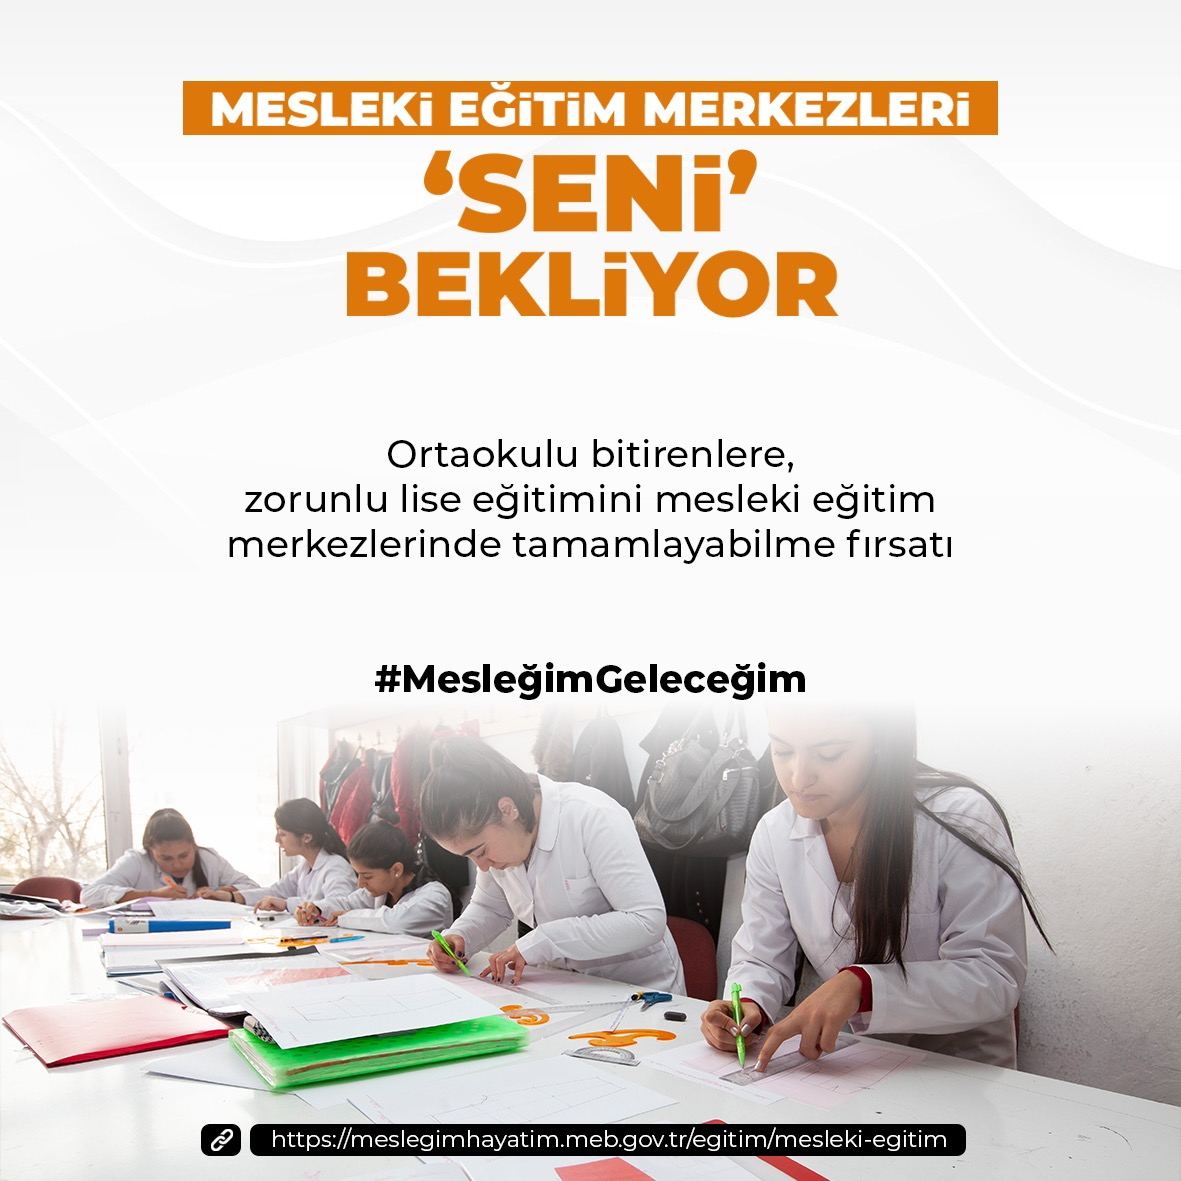 MESLEKİ EĞİTİM MERKEZLERİ
‘SENİ’
BEKLİYOR
Ortaokulu bitirenlere,
zorunlu lise eğitimini mesleki eğitim
merkezlerinde tamamlayabilme fırsatı
#MesleğimGeleceğim
https://meslegimhayatim.meb.gov.tr/egitim/mesleki-egitim